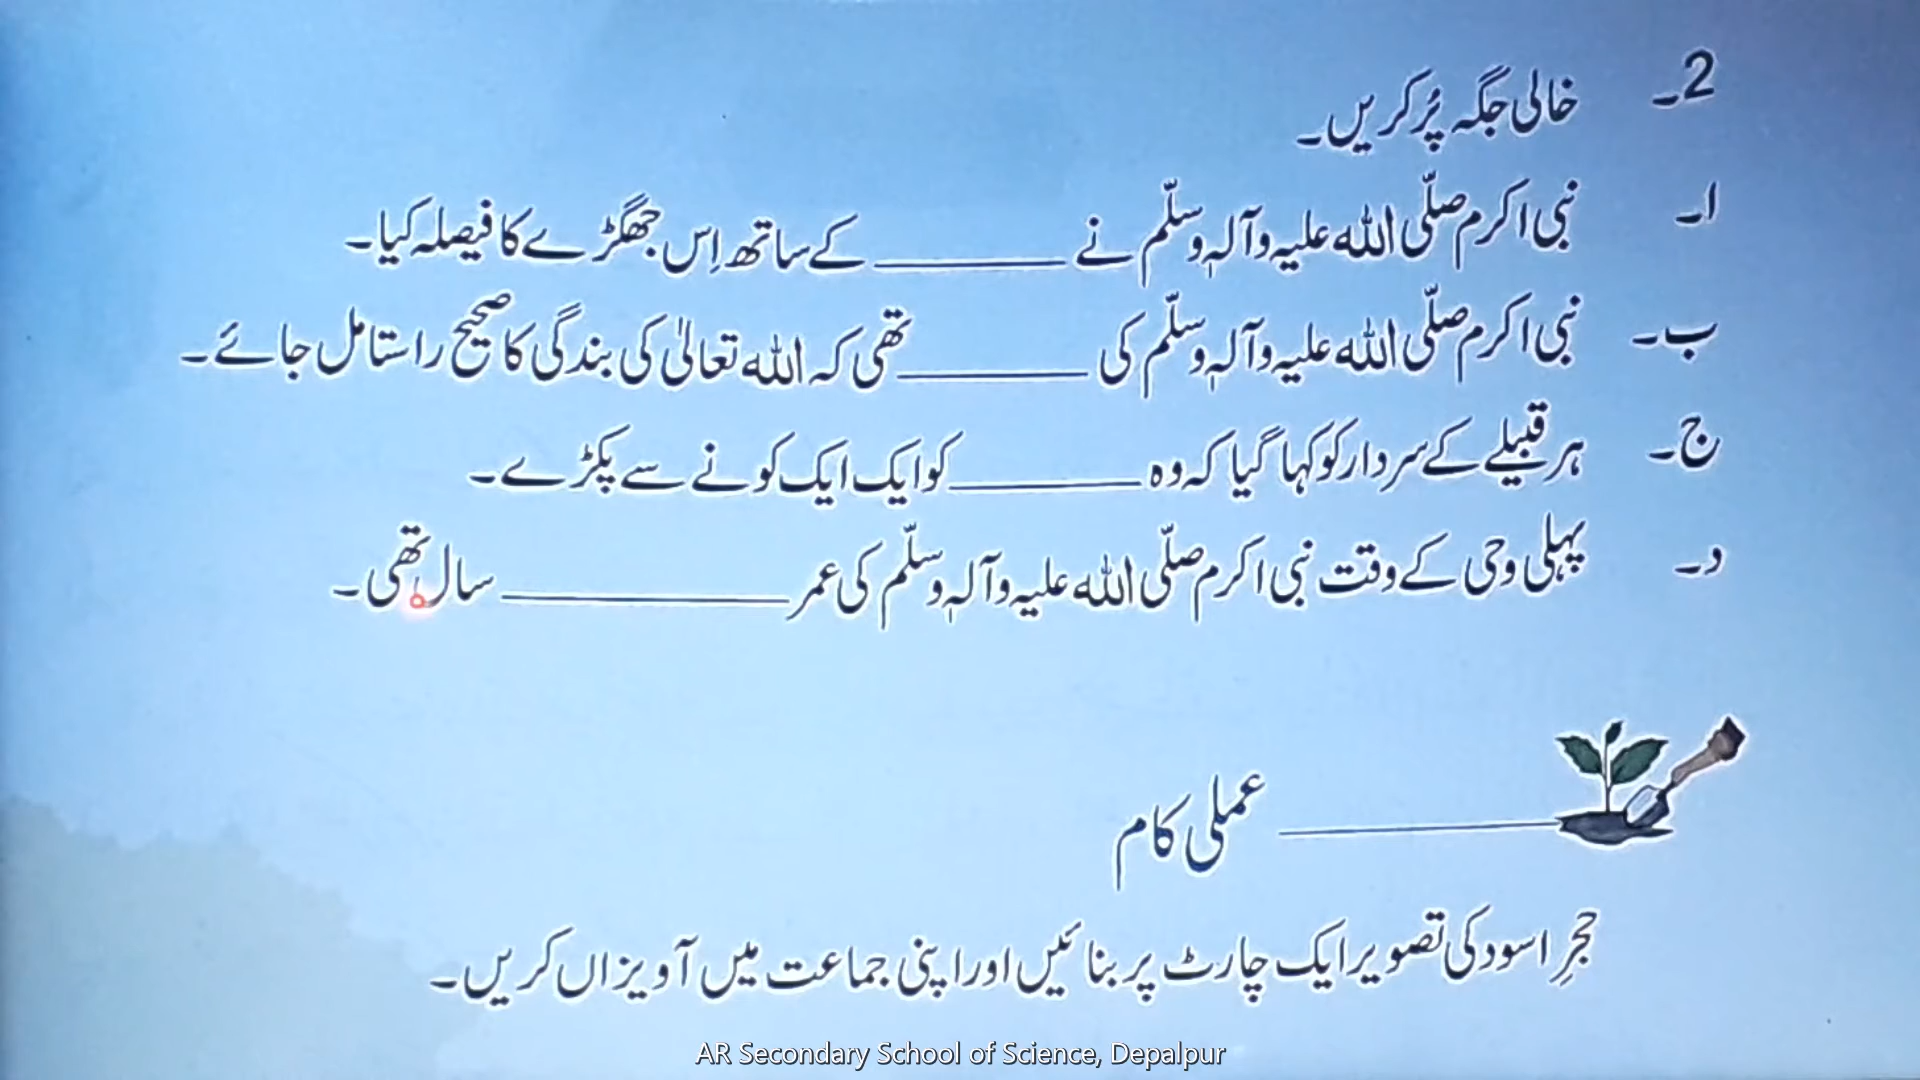 2۔ خالی جگہ پُر کریں۔
ا۔ نبی اکرم صلّی اللہ علیہ وآلہٖ وسلّم نے ________ کے ساتھ اِس جھگڑے کا فیصلہ کیا۔
ب۔ نبی اکرم صلّی اللہ علیہ وآلہٖ وسلّم کی ________ تھی کہ اللہ تعالیٰ کی بندگی کا صحیح راستا مل جائے۔
ج۔ ہر قبیلے کے سردار کو کہا گیا کہ وہ ________ کو ایک ایک کونے سے پکڑے۔
د۔ پہلی وحی کے وقت نبی اکرم صلّی اللہ علیہ وآلہٖ وسلّم کی عمر ____________ سال تھی۔
عملی کام
حجرِ اسود کی تصویر ایک چارٹ پر بنائیں اور اپنی جماعت میں آویزاں کریں۔
AR Secondary School of Science, Depalpur